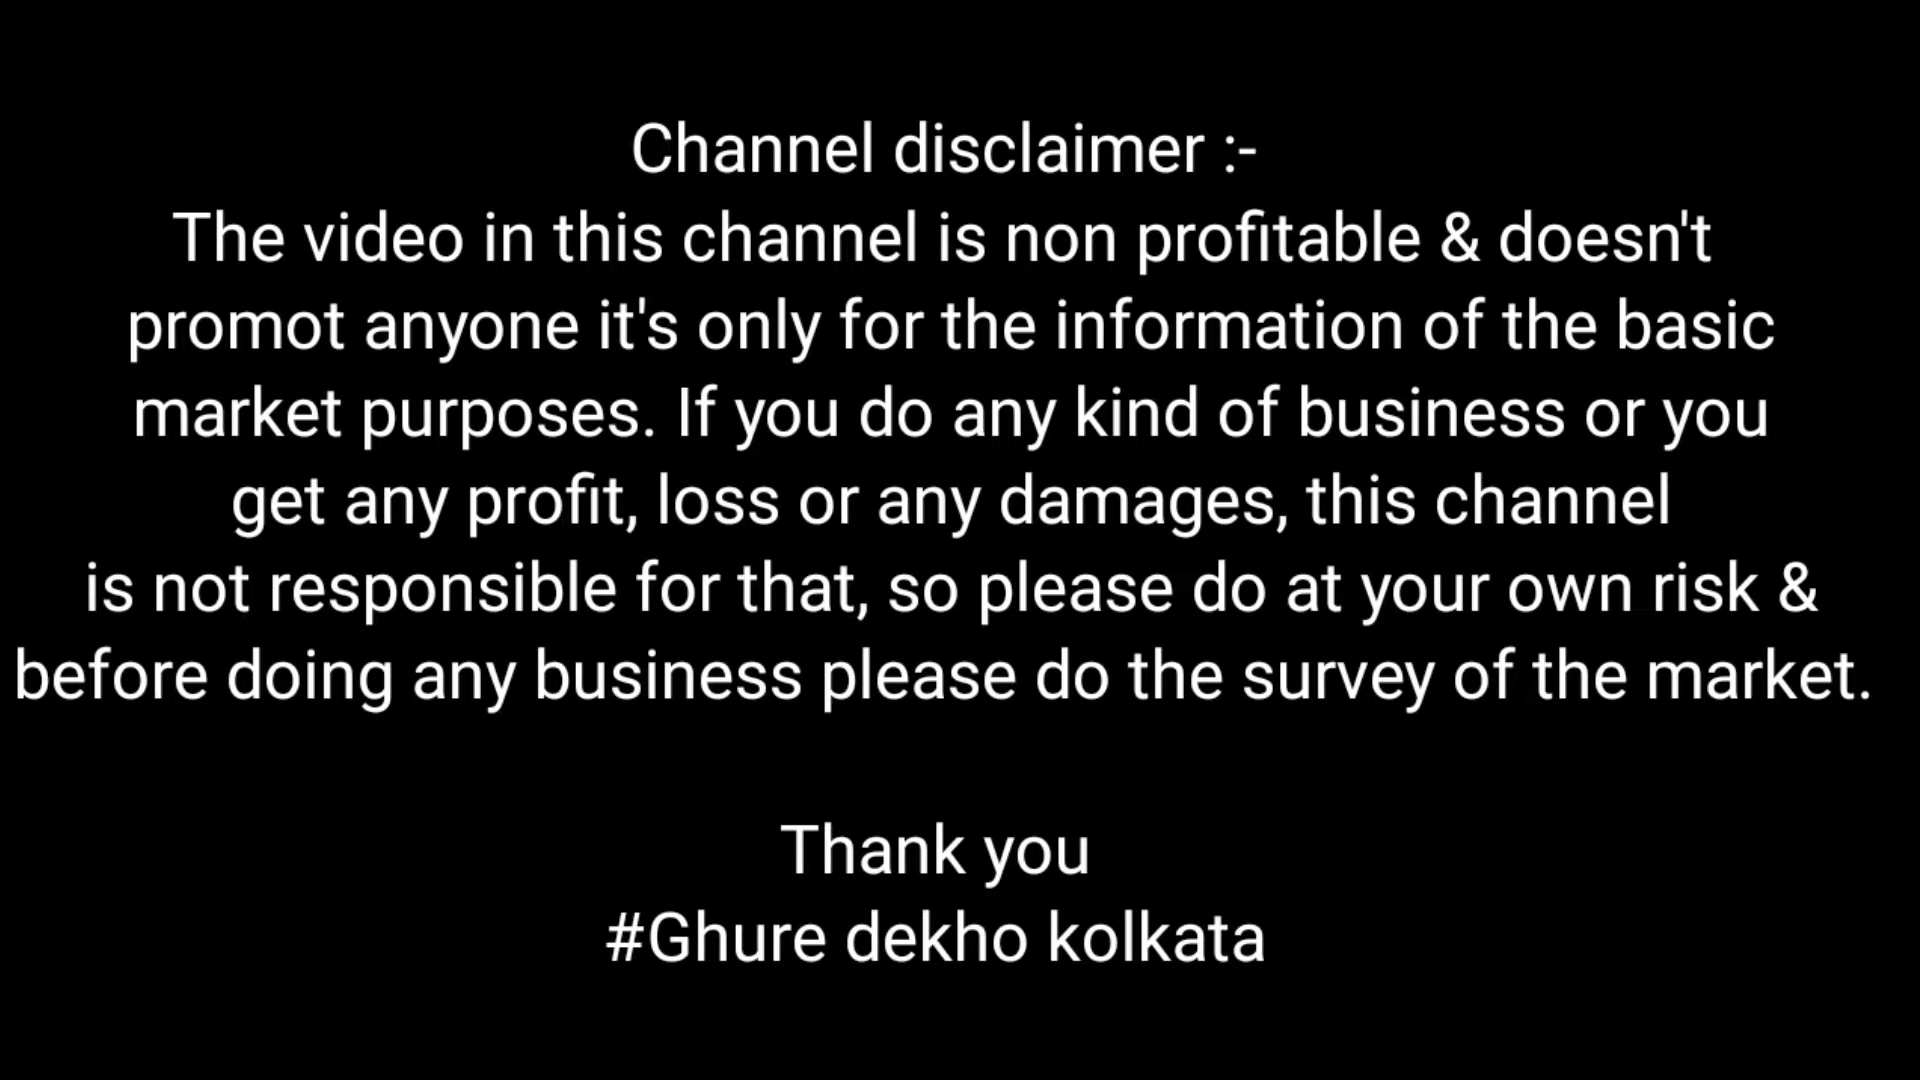 Channel disclaimer :-
The video in this channel is non profitable & doesn't
promot anyone it's only for the information of the basic
market purposes. If you do any kind of business or you
get any profit, loss or any damages, this channel
is not responsible for that, so please do at your own risk &
before doing any business please do the survey of the market.
Thank you
#Ghure dekho kolkata